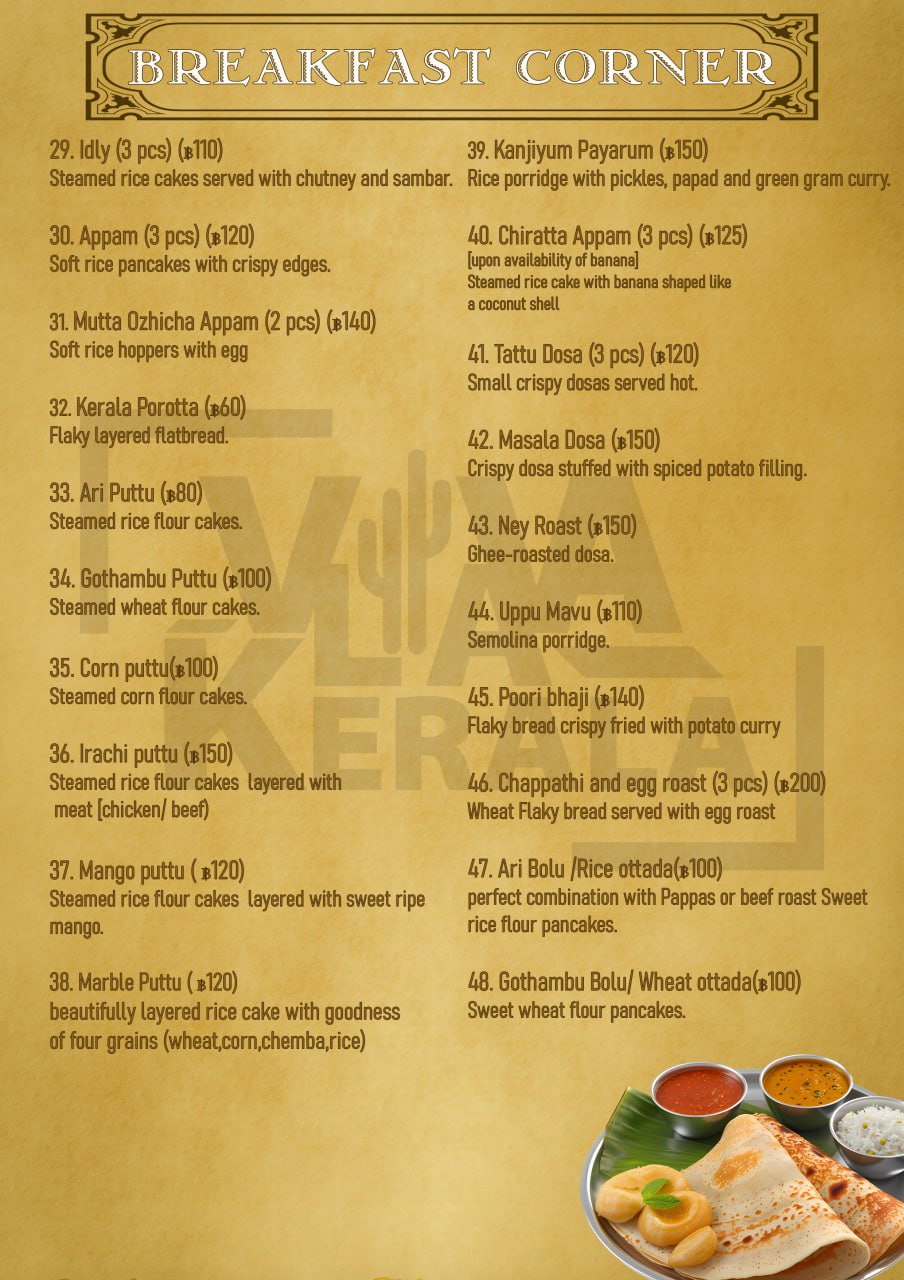 BREAKFAST CORNER
29. Idly (3 pcs) (฿110)
Steamed rice cakes served with chutney and sambar.
30. Appam (3 pcs) (฿120)
Soft rice pancakes with crispy edges.
31. Mutta Ozhicha Appam (2 pcs) (฿140)
Soft rice hoppers with egg
32. Kerala Porotta (฿60)
Flaky layered flatbread.
33. Ari Puttu (฿80)
Steamed rice flour cakes.
34. Gothambu Puttu (฿100)
Steamed wheat flour cakes.
35. Corn puttu(฿100)
Steamed corn flour cakes.
36. Irachi puttu (฿150)
Steamed rice flour cakes layered with
meat [chicken/ beef)
37. Mango puttu ( ฿120)
Steamed rice flour cakes layered with sweet ripe
mango.
38. Marble Puttu ( ฿120)
beautifully layered rice cake with goodness
of four grains (wheat,corn,chemba,rice)
39. Kanjiyum Payarum (฿150)
Rice porridge with pickles, papad and green gram curry.
40. Chiratta Appam (3 pcs) (฿125)
[upon availability of banana]
Steamed rice cake with banana shaped like
a coconut shell
41. Tattu Dosa (3 pcs) (฿120)
Small crispy dosas served hot.
42. Masala Dosa (฿150)
Crispy dosa stuffed with spiced potato filling.
43. Ney Roast (฿150)
Ghee-roasted dosa.
44. Uppu Mavu (฿110)
Semolina porridge.
45. Poori bhaji (฿140)
Flaky bread crispy fried with potato curry
46. Chappathi and egg roast (3 pcs) (฿200)
Wheat Flaky bread served with egg roast
47. Ari Bolu /Rice ottada(฿100)
perfect combination with Pappas or beef roast Sweet
rice flour pancakes.
48. Gothambu Bolu/ Wheat ottada(฿100)
Sweet wheat flour pancakes.
KERALA